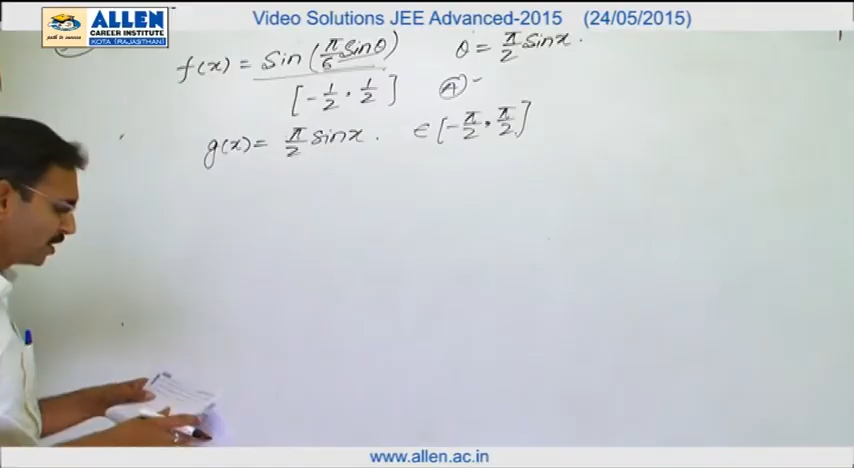 ALLEN
CAREER INSTITUTE
KOTA (RAJASTHAN)
path to success
Video Solutions JEE Advanced-2015 (24/05/2015)
f(x) = Sin (π/6 Sinθ) θ = π/2 Sinx.
[-1/2, 1/2] (A) -
g(x) = π/2 Sinx. ∈ [-π/2, π/2]
www.allen.ac.in